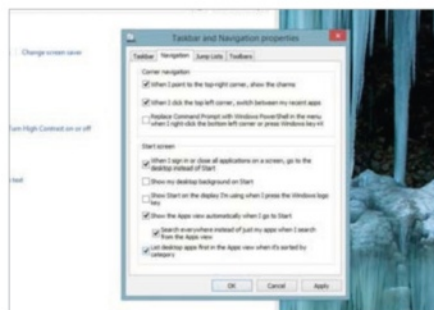 Change screen saver
Turn High Contrast on or off
text
Taskbar and Navigation properties
Taskbar
Navigation
Jump Lists
Toolbars
Corner navigation
When I point to the top-right corner, show the charms
When I click the top left corner, switch between my recent apps
Replace Command Prompt with Windows PowerShell in the menu
when I right-click the bottom left corner or press Windows key+X
Start screen
When I sign in or close all applications on a screen, go to the
desktop instead of Start
Show my desktop background on Start
Show Start on the display I'm using when I press the Windows logo
key
Show the Apps view automatically when I go to Start
Search everywhere instead of just my apps when I search
from the Apps view
List desktop apps first in the Apps view when it's sorted by
category
OK
Cancel
Apply